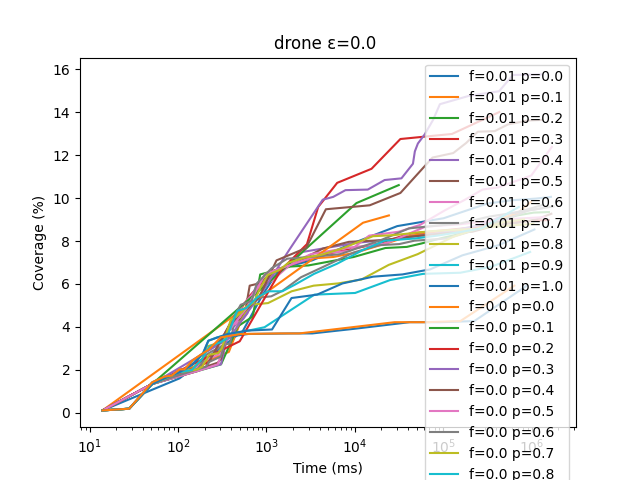 drone ε=0.0
Coverage (%)
16
14
12
10
8
6
4
2
0
10¹
10²
10³
10⁴
10⁵
10⁶
Time (ms)
f=0.01 p=0.0
f=0.01 p=0.1
f=0.01 p=0.2
f=0.01 p=0.3
f=0.01 p=0.4
f=0.01 p=0.5
f=0.01 p=0.6
f=0.01 p=0.7
f=0.01 p=0.8
f=0.01 p=0.9
f=0.01 p=1.0
f=0.0 p=0.0
f=0.0 p=0.1
f=0.0 p=0.2
f=0.0 p=0.3
f=0.0 p=0.4
f=0.0 p=0.5
f=0.0 p=0.6
f=0.0 p=0.7
f=0.0 p=0.8